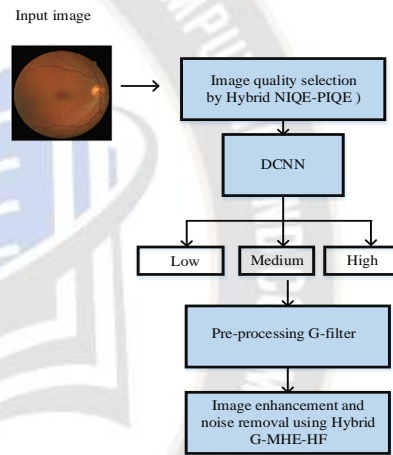 Input image
Image quality selection
by Hybrid NIQE-PIQE )
DCNN
Low
Medium
High
Pre-processing G-filter
Image enhancement and
noise removal using Hybrid
G-MHE-HF